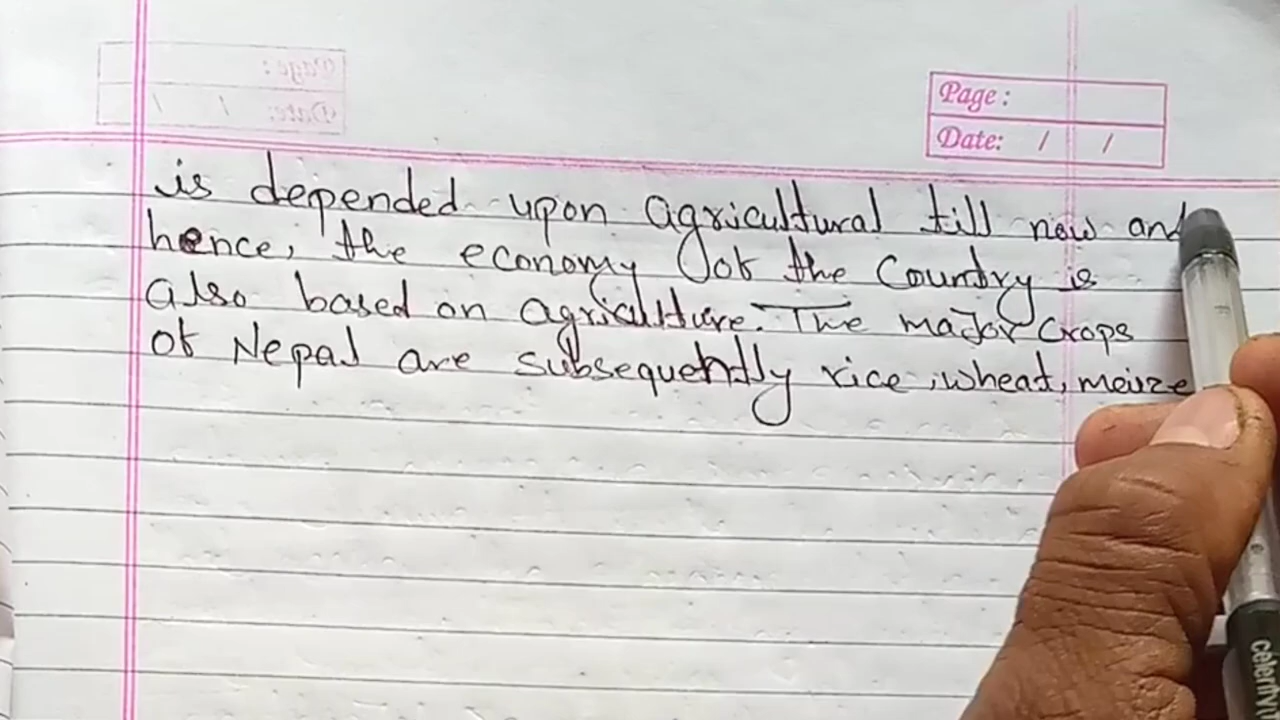 Page:
Date: / /
is depended upon agricultural till now and
hence, the economy of the Country is
also based on agriculture. The major Crops
of Nepal are subsequently rice, wheat, meize